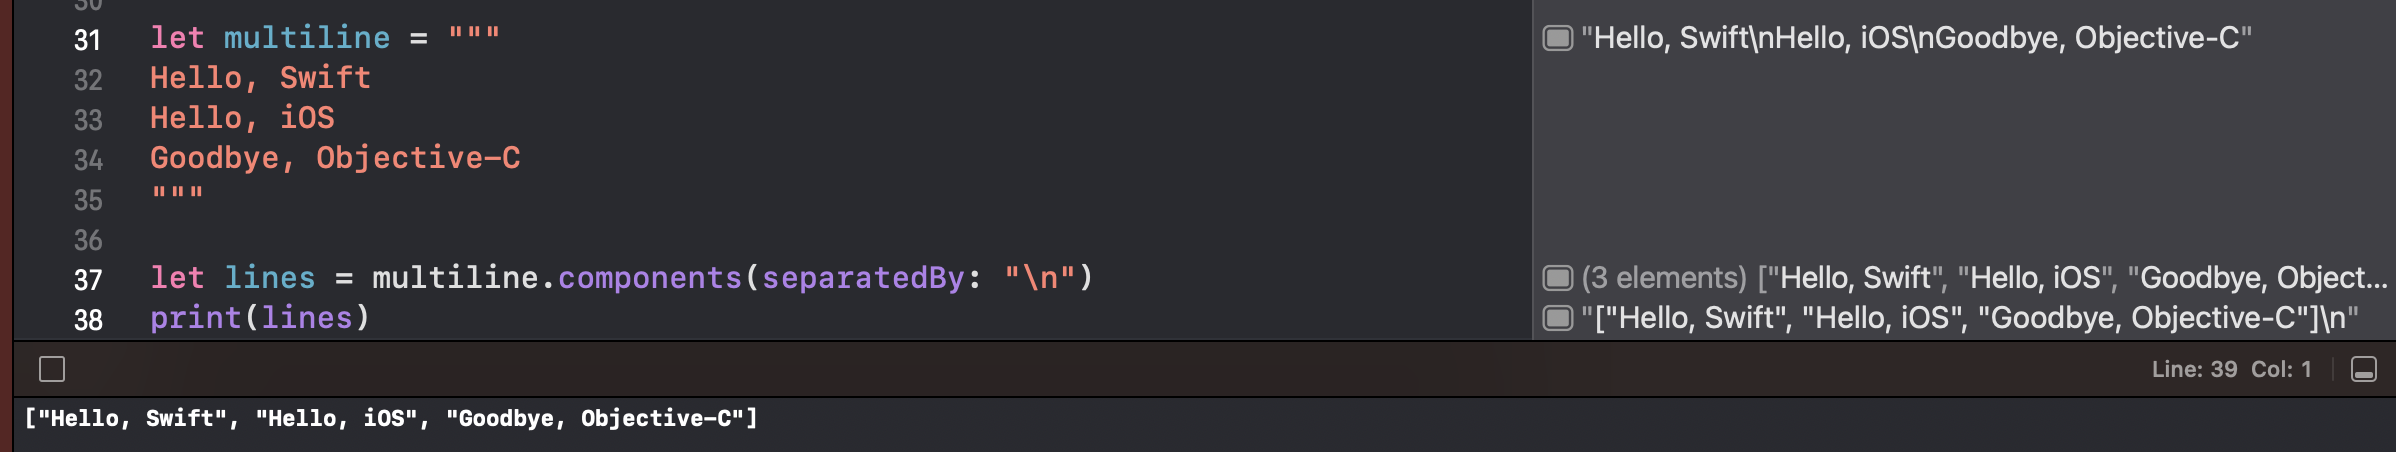 30
31 let multiline = """ "Hello, Swift\nHello, iOS\nGoodbye, Objective-C"
32 Hello, Swift
33 Hello, iOS
34 Goodbye, Objective-C
35 """
36
37 let lines = multiline.components(separatedBy: "\n") (3 elements) ["Hello, Swift", "Hello, iOS", "Goodbye, Object...
38 print(lines) "["Hello, Swift", "Hello, iOS", "Goodbye, Objective-C"]\n"
Line: 39 Col: 1
["Hello, Swift", "Hello, iOS", "Goodbye, Objective-C"]